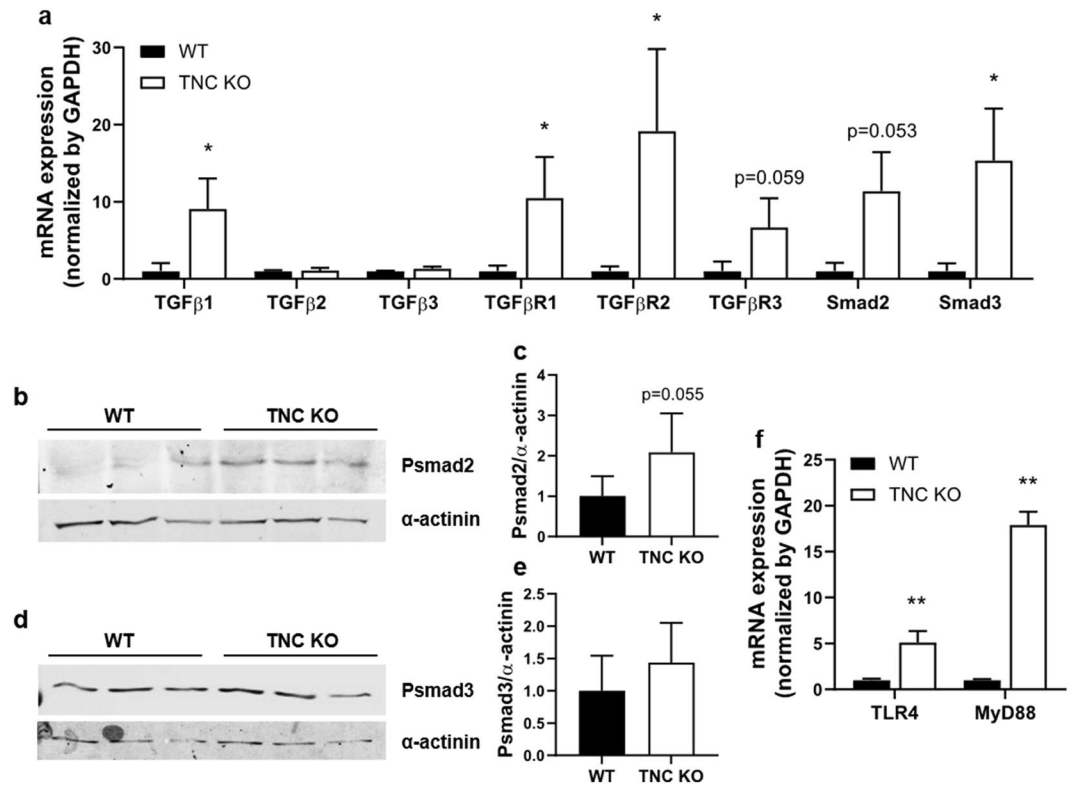 a
mRNA expression
(normalized by GAPDH)
30
20
10
0
WT
TNC KO
*
*
*
p=0.059
p=0.053
*
TGFβ1 TGFβ2 TGFβ3 TGFβR1 TGFβR2 TGFβR3 Smad2 Smad3
b
WT TNC KO
Psmad2
α-actinin
c
Psmad2/α-actinin
4
3
2
1
0
p=0.055
WT TNC KO
d
WT TNC KO
Psmad3
α-actinin
e
Psmad3/α-actinin
2.5
2.0
1.5
1.0
0.5
0.0
WT TNC KO
f
mRNA expression
(normalized by GAPDH)
25
20
15
10
5
0
WT
TNC KO
**
**
TLR4 MyD88